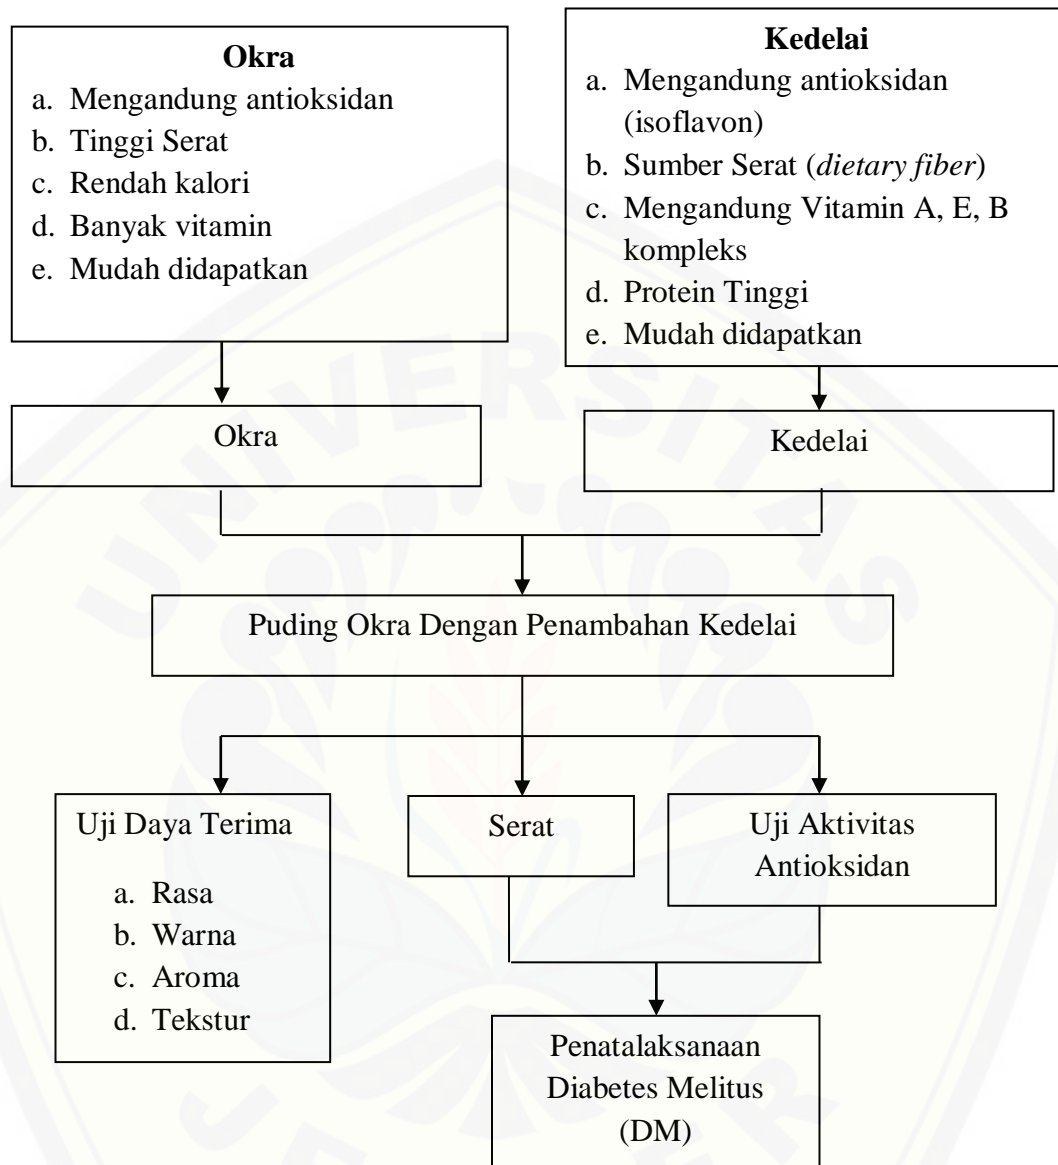 Okra
a. Mengandung antioksidan
b. Tinggi Serat
c. Rendah kalori
d. Banyak vitamin
e. Mudah didapatkan
Kedelai
a. Mengandung antioksidan
(isoflavon)
b. Sumber Serat (dietary fiber)
c. Mengandung Vitamin A, E, B
kompleks
d. Protein Tinggi
e. Mudah didapatkan
Okra
Kedelai
Puding Okra Dengan Penambahan Kedelai
Uji Daya Terima
a. Rasa
b. Warna
c. Aroma
d. Tekstur
Serat
Uji Aktivitas
Antioksidan
Penatalaksanaan
Diabetes Melitus
(DM)
UNIVERSITAS